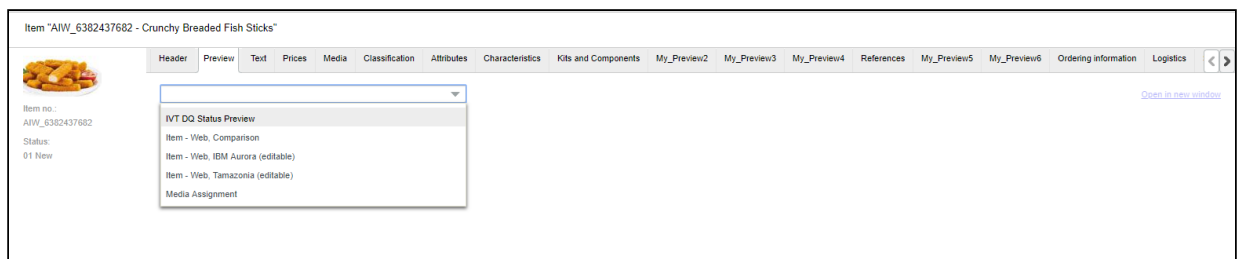 Item "AIW_6382437682 - Crunchy Breaded Fish Sticks"
Header Preview Text Prices Media Classification Attributes Characteristics Kits and Components My_Preview2 My_Preview3 My_Preview4 References My_Preview5 My_Preview6 Ordering information Logistics
Open in new window
Item no.:
AIW_6382437682
Status:
01 New
IVT DQ Status Preview
Item - Web, Comparison
Item - Web, IBM Aurora (editable)
Item - Web, Tamazonia (editable)
Media Assignment